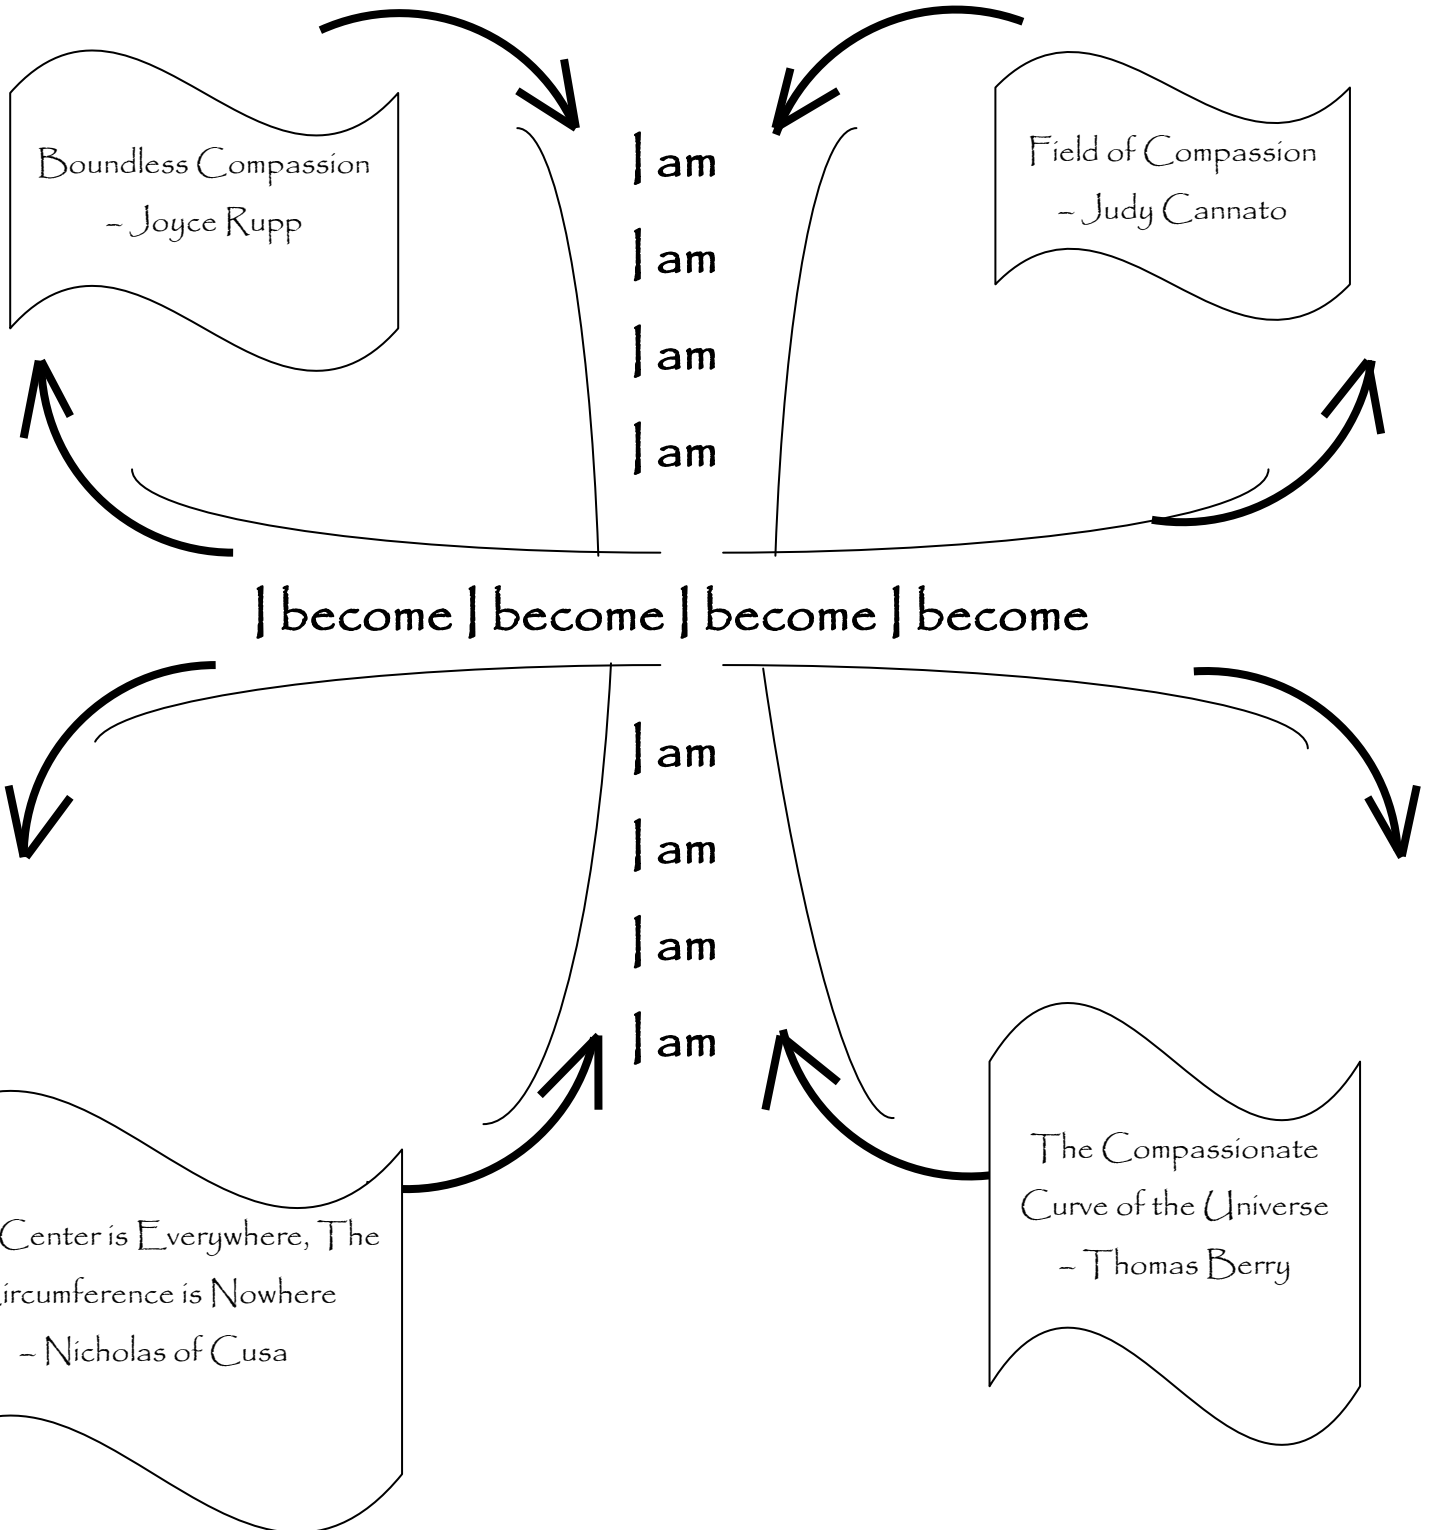 Boundless Compassion
– Joyce Rupp
Field of Compassion
– Judy Cannato
I am
I am
I am
I am
I become I become I become I become
I am
I am
I am
I am
Center is Everywhere, The
ircumference is Nowhere
– Nicholas of Cusa
The Compassionate
Curve of the Universe
– Thomas Berry